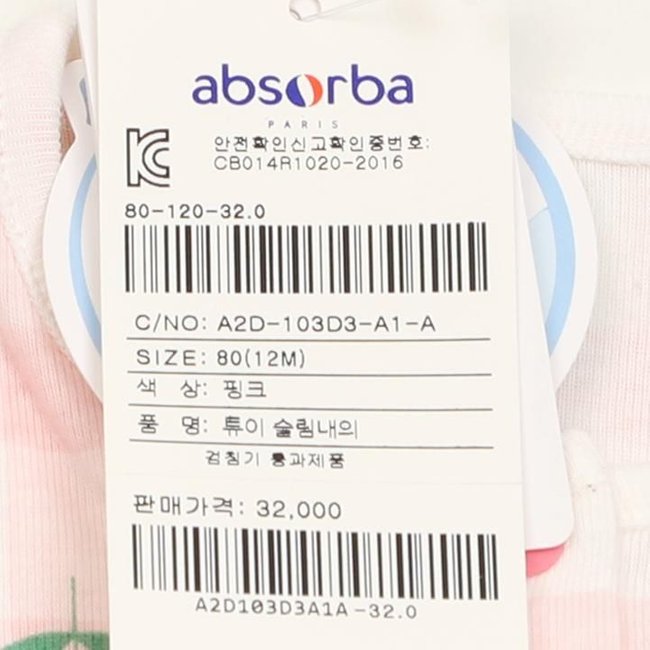 absorba
PARIS
안전확인신고확인증번호:
CB014R1020-2016
80-120-32.0
C/NO: A2D-103D3-A1-A
SIZE: 80(12M)
색 상: 핑크
품 명: 튜이 슬림내의
검침기 통과제품
판매가격: 32,000
A2D103D3A1A-32.0